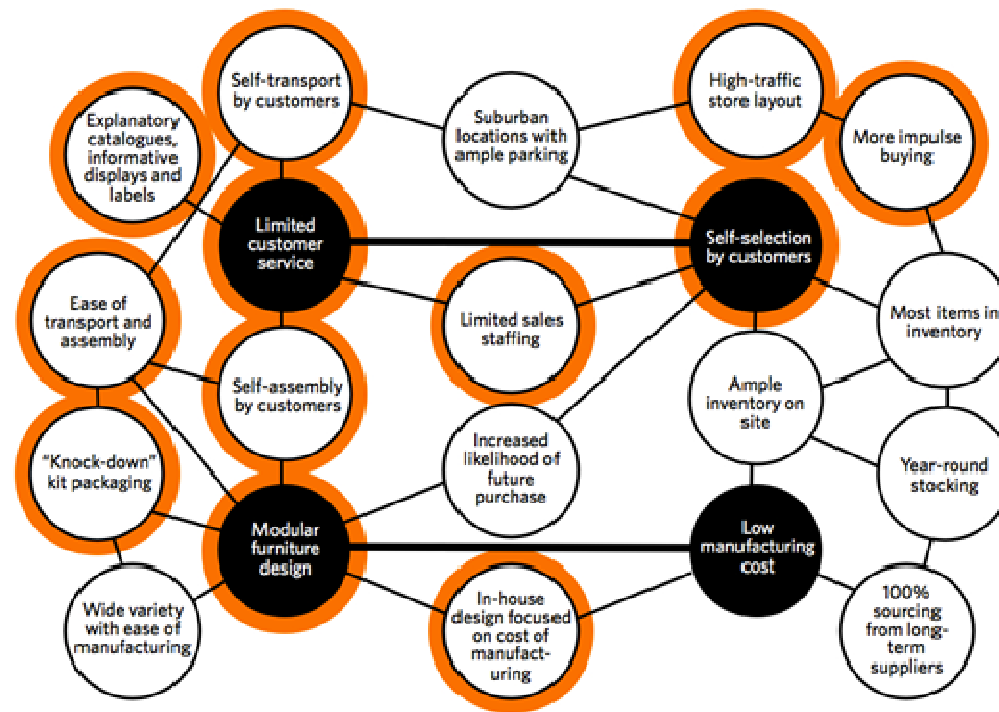 Self-transport
by customers
High-traffic
store layout
Explanatory
catalogues,
informative
displays and
labels
Suburban
locations with
ample parking
More impulse
buying
Limited
customer
service
Self-selection
by customers
Ease of
transport and
assembly
Limited sales
staffing
Most items in
inventory
Self-assembly
by customers
Ample
inventory on
site
"Knock-down"
kit packaging
Increased
likelihood of
future
purchase
Year-round
stocking
Modular
furniture
design
Low
manufacturing
cost
Wide variety
with ease of
manufacturing
In-house
design focused
on cost of
manufact-
uring
100%
sourcing
from long-
term
suppliers